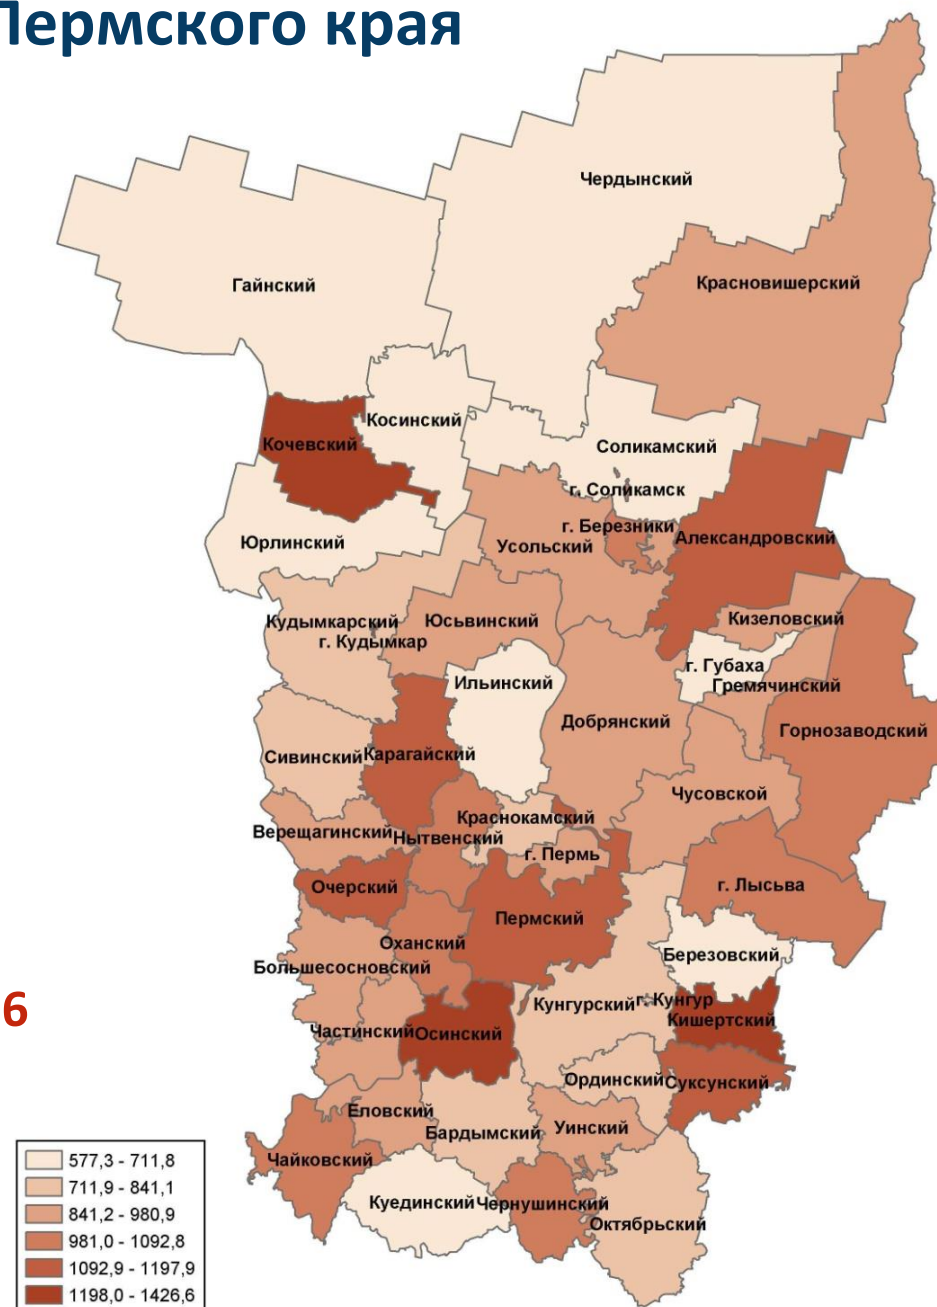 Пермского края
Чердынский
Гайнский
Красновишерский
Косинский
Кочевский
Соликамский
г. Соликамск
г. Березники
Юрлинский
Усольский
Александровский
Кудымкарский
г. Кудымкар
Юсьвинский
Кизеловский
г. Губаха
Гремячинский
Ильинский
Добрянский
Горнозаводский
Сивинский
Карагайский
Чусовской
Краснокамский
Верещагинский
Нытвенский
г. Пермь
Очерский
г. Лысьва
Пермский
Оханский
Березовский
Большесосновский
6
Кунгурский
г. Кунгур
Кишертский
Частинский
Осинский
Ординский
Суксунский
Еловский
Бардымский
Уинский
Чайковский
Куединский
Чернушинский
Октябрьский
577,3 - 711,8
711,9 - 841,1
841,2 - 980,9
981,0 - 1092,8
1092,9 - 1197,9
1198,0 - 1426,6